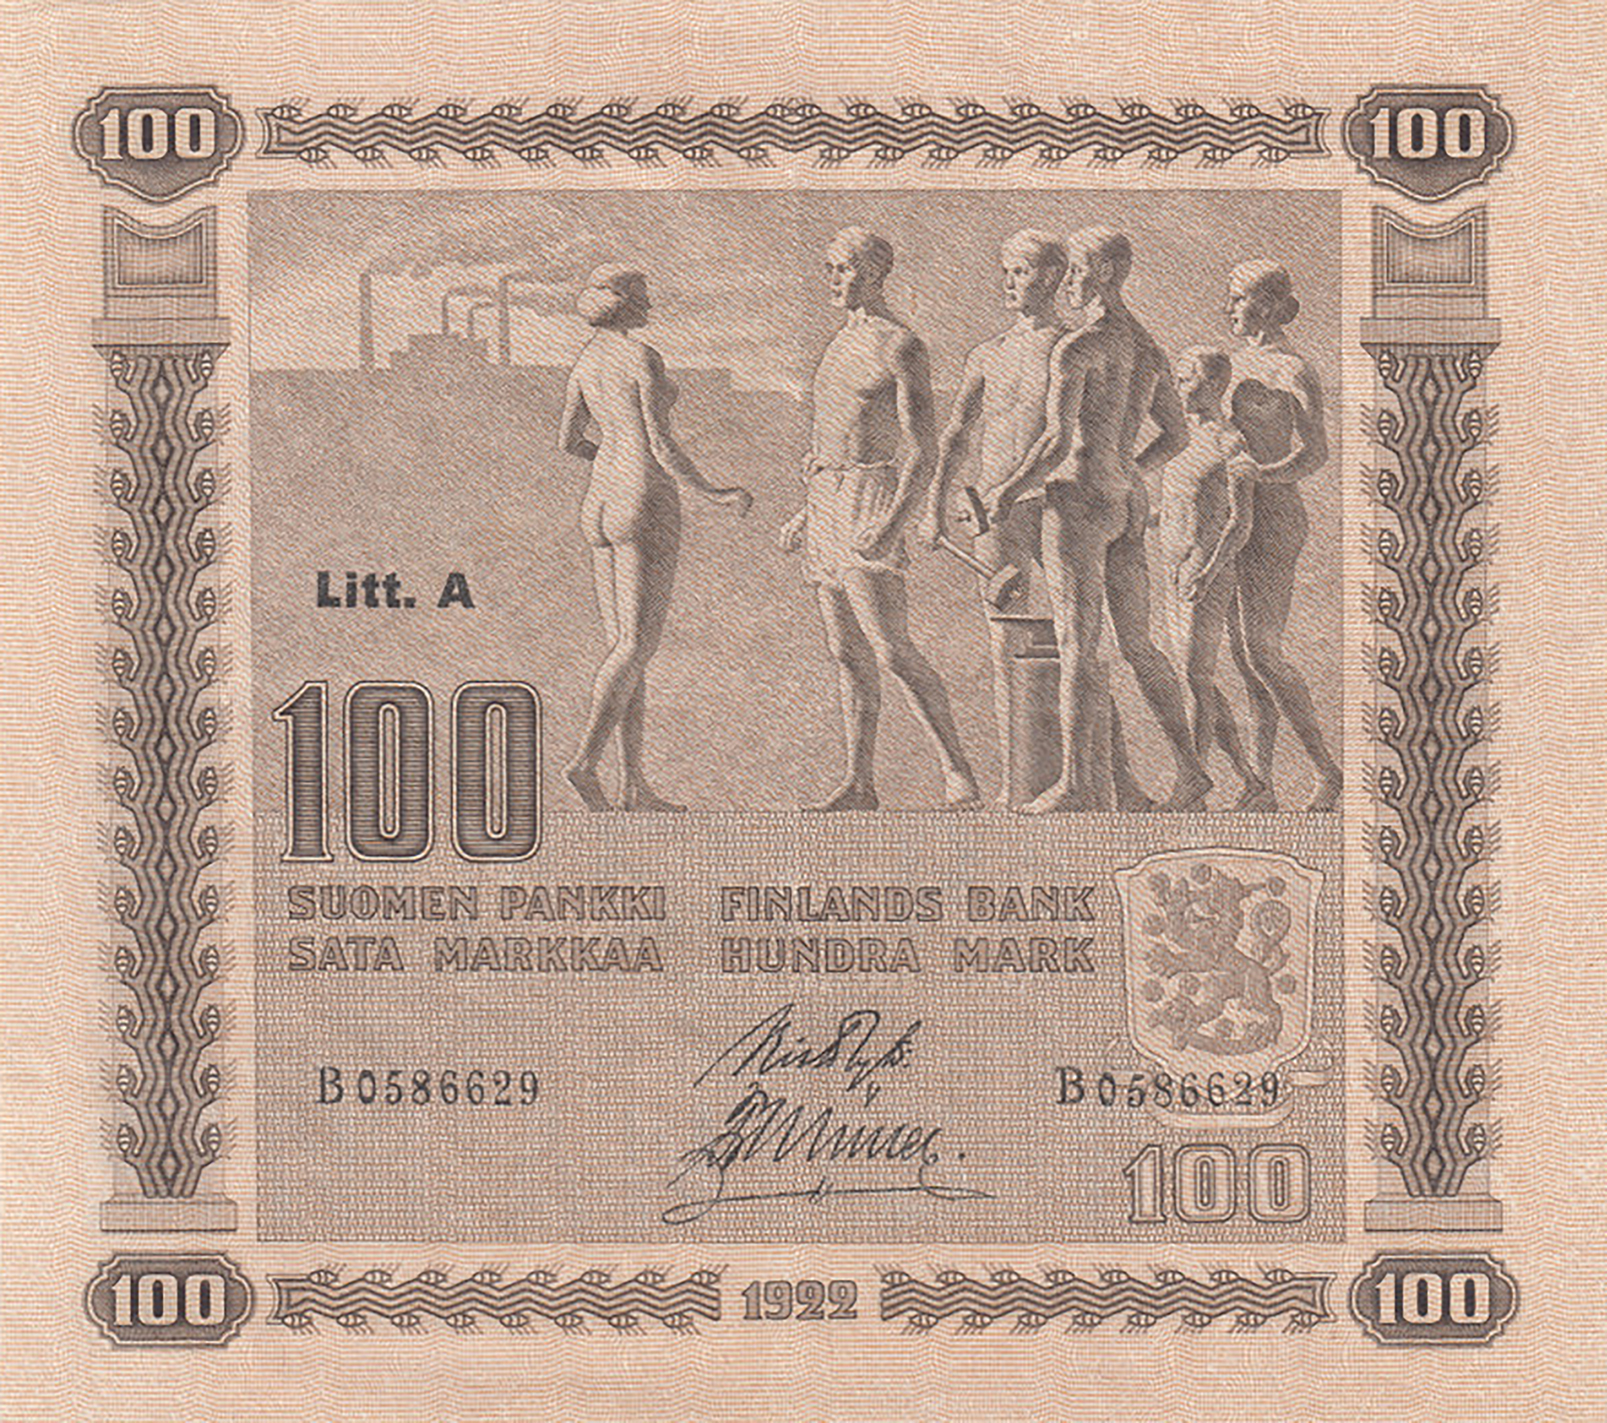 100 100
Litt. A
100
SUOMEN PANKKI FINLANDS BANK
SATA MARKKAA HUNDRA MARK
B0586629 B0586629
100
100 1922 100